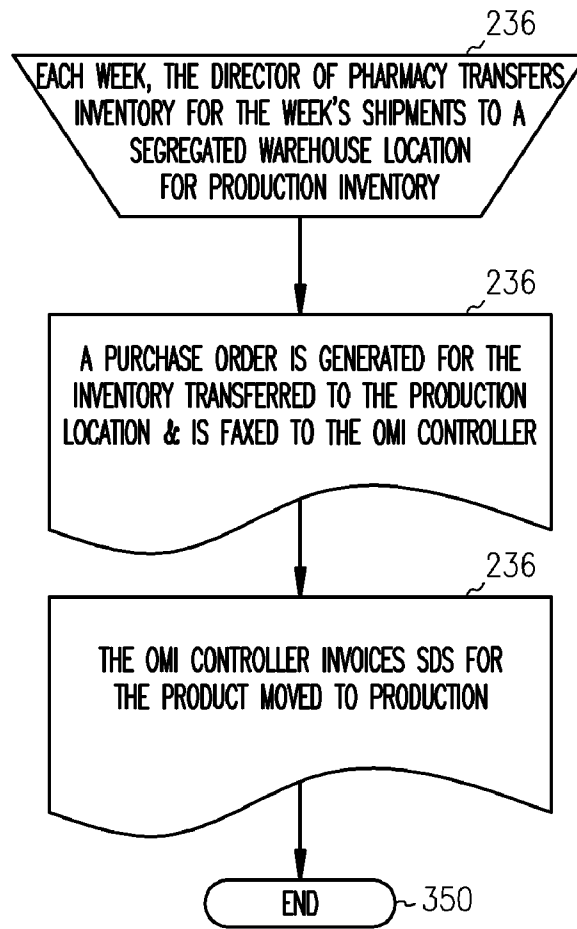 236
EACH WEEK, THE DIRECTOR OF PHARMACY TRANSFERS
INVENTORY FOR THE WEEK'S SHIPMENTS TO A
SEGREGATED WAREHOUSE LOCATION
FOR PRODUCTION INVENTORY
236
A PURCHASE ORDER IS GENERATED FOR THE
INVENTORY TRANSFERRED TO THE PRODUCTION
LOCATION & IS FAXED TO THE OMI CONTROLLER
236
THE OMI CONTROLLER INVOICES SDS FOR
THE PRODUCT MOVED TO PRODUCTION
END
350